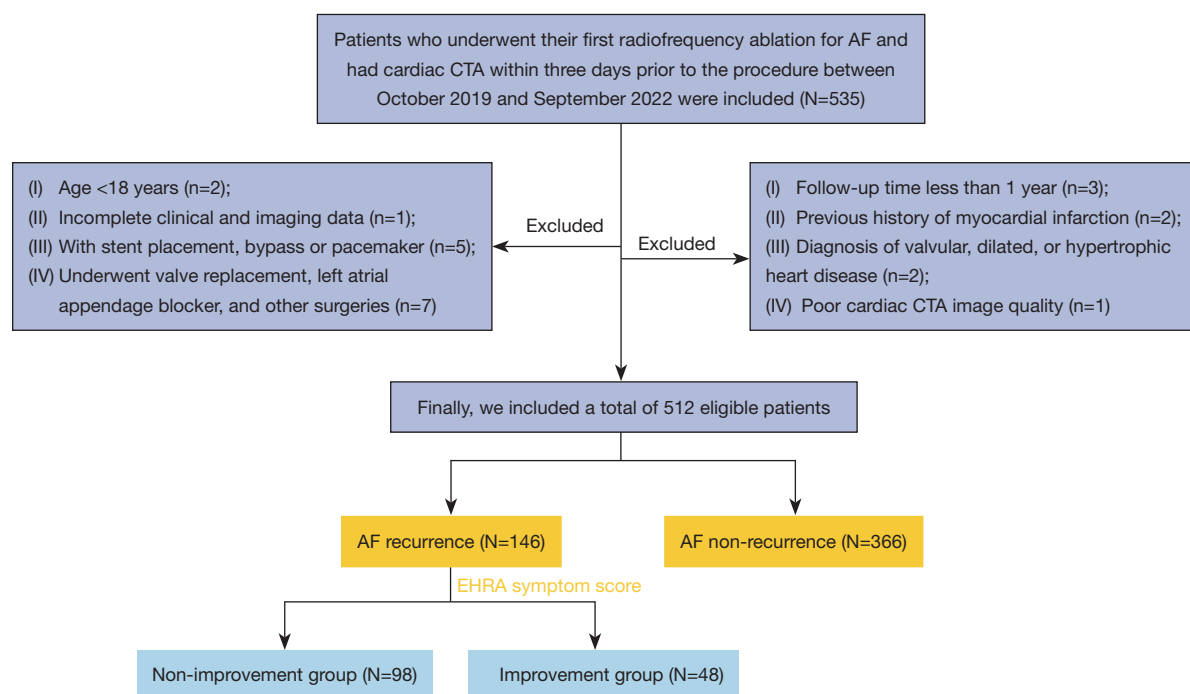 Patients who underwent their first radiofrequency ablation for AF and
had cardiac CTA within three days prior to the procedure between
October 2019 and September 2022 were included (N=535)
(I) Age <18 years (n=2);
(II) Incomplete clinical and imaging data (n=1);
(III) With stent placement, bypass or pacemaker (n=5);
(IV) Underwent valve replacement, left atrial
appendage blocker, and other surgeries (n=7)
Excluded
Excluded
(I) Follow-up time less than 1 year (n=3);
(II) Previous history of myocardial infarction (n=2);
(III) Diagnosis of valvular, dilated, or hypertrophic
heart disease (n=2);
(IV) Poor cardiac CTA image quality (n=1)
Finally, we included a total of 512 eligible patients
AF recurrence (N=146)
AF non-recurrence (N=366)
EHRA symptom score
Non-improvement group (N=98)
Improvement group (N=48)